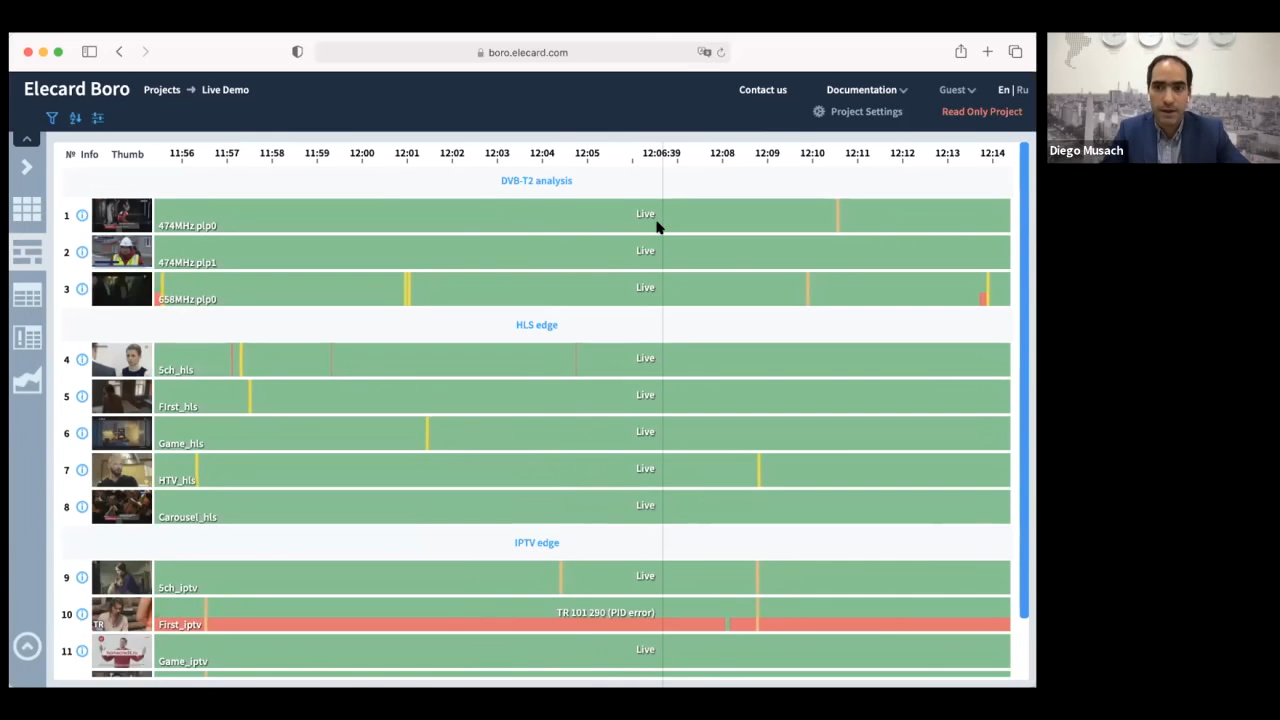 boro.elecard.com
Elecard Boro
Projects → Live Demo
Contact us
Documentation
Guest
En | Ru
Project Settings
Read Only Project
Diego Musach
№ Info Thumb 11:56 11:57 11:58 11:59 12:00 12:01 12:02 12:03 12:04 12:05 12:06:39 12:08 12:09 12:10 12:11 12:12 12:13 12:14
DVB-T2 analysis
1 474MHz plp0 Live
2 474MHz plp1 Live
3 658MHz plp0 Live
HLS edge
4 5ch_hls Live
5 First_hls Live
6 Game_hls Live
7 HTV_hls Live
8 Carousel_hls Live
IPTV edge
9 5ch_iptv Live
10 TR First_iptv TR 101 290 (PID error)
11 Game_iptv Live